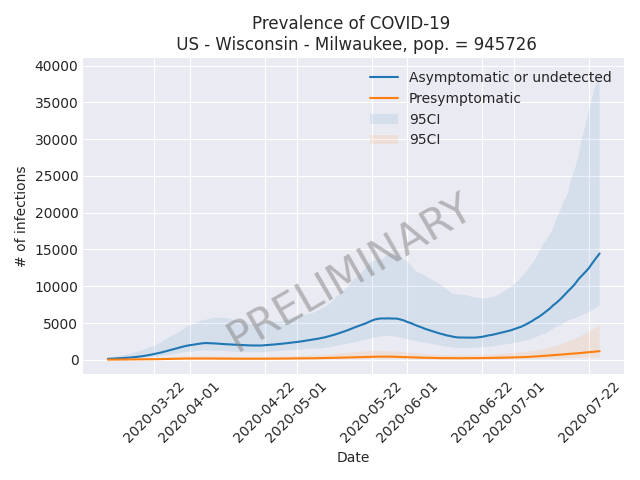 Prevalence of COVID-19
US - Wisconsin - Milwaukee, pop. = 945726
Asymptomatic or undetected
Presymptomatic
95CI
95CI
# of infections
40000
35000
30000
25000
20000
15000
10000
5000
0
PRELIMINARY
2020-03-22
2020-04-01
2020-04-22
2020-05-01
2020-05-22
2020-06-01
2020-06-22
2020-07-01
2020-07-22
Date